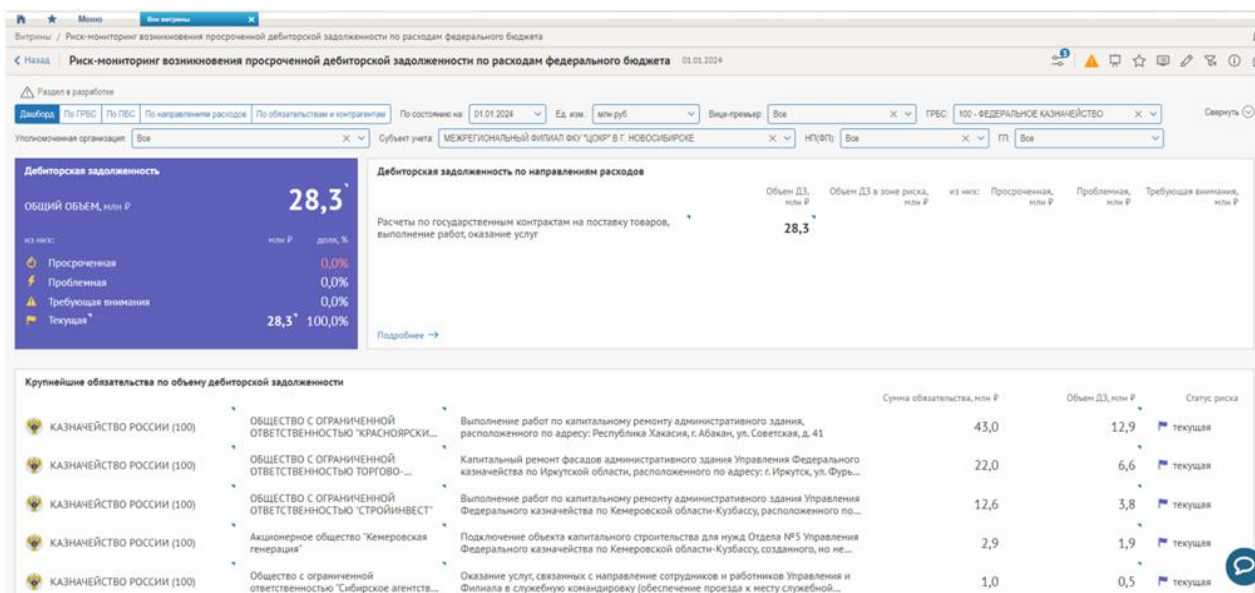 Меню
Все витрины
Витрины / Риск-мониторинг возникновения просроченной дебиторской задолженности по расходам федерального бюджета
Назад Риск-мониторинг возникновения просроченной дебиторской задолженности по расходам федерального бюджета 01.01.2024
Раздел в разработке
Дашборд По ГРБС По ПБС По направлениям расходов По обязательствам и контрагентам По состоянию на: 01.01.2024 Ед. изм.: млн руб Вице-премьер: Все ГРБС: 100 - ФЕДЕРАЛЬНОЕ КАЗНАЧЕЙСТВО Свернуть
Уполномоченная организация: Все Субъект учета: МЕЖРЕГИОНАЛЬНЫЙ ФИЛИАЛ ФКУ "ЦОКР" В Г. НОВОСИБИРСКЕ НП(ФП): Все ГП: Все
Дебиторская задолженность
ОБЩИЙ ОБЪЕМ, млн ₽ 28,3
из них: млн ₽ доля, %
Просроченная 0,0%
Проблемная 0,0%
Требующая внимания 0,0%
Текущая 28,3 100,0%
Дебиторская задолженность по направлениям расходов
Объем ДЗ, млн ₽ Объем ДЗ в зоне риска, млн ₽ из них: Просроченная, млн ₽ Проблемная, млн ₽ Требующая внимания, млн ₽
Расчеты по государственным контрактам на поставку товаров,
выполнение работ, оказание услуг 28,3
Подробнее →
Крупнейшие обязательства по объему дебиторской задолженности
Сумма обязательства, млн ₽ Объем ДЗ, млн ₽ Статус риска
КАЗНАЧЕЙСТВО РОССИИ (100)
ОБЩЕСТВО С ОГРАНИЧЕННОЙ
ОТВЕТСТВЕННОСТЬЮ "КРАСНОЯРСКИ...
Выполнение работ по капитальному ремонту административного здания,
расположенного по адресу: Республика Хакасия, г. Абакан, ул. Советская, д. 41
43,0 12,9 текущая
КАЗНАЧЕЙСТВО РОССИИ (100)
ОБЩЕСТВО С ОГРАНИЧЕННОЙ
ОТВЕТСТВЕННОСТЬЮ ТОРГОВО-...
Капитальный ремонт фасадов административного здания Управления Федерального
казначейства по Иркутской области, расположенного по адресу: г. Иркутск, ул. Фурь...
22,0 6,6 текущая
КАЗНАЧЕЙСТВО РОССИИ (100)
ОБЩЕСТВО С ОГРАНИЧЕННОЙ
ОТВЕТСТВЕННОСТЬЮ "СТРОЙИНВЕСТ"
Выполнение работ по капитальному ремонту административного здания Управления
Федерального казначейства по Кемеровской области-Кузбассу, расположенного по...
12,6 3,8 текущая
КАЗНАЧЕЙСТВО РОССИИ (100)
Акционерное общество "Кемеровская
генерация"
Подключение объекта капитального строительства для нужд Отдела №5 Управления
Федерального казначейства по Кемеровской области-Кузбассу, созданного, но не...
2,9 1,9 текущая
КАЗНАЧЕЙСТВО РОССИИ (100)
Общество с ограниченной
ответственностью "Сибирское агентств...
Оказание услуг, связанных с направление сотрудников и работников Управления и
Филиала в служебную командировку (обеспечение проезда к месту служебной...
1,0 0,5 текущая